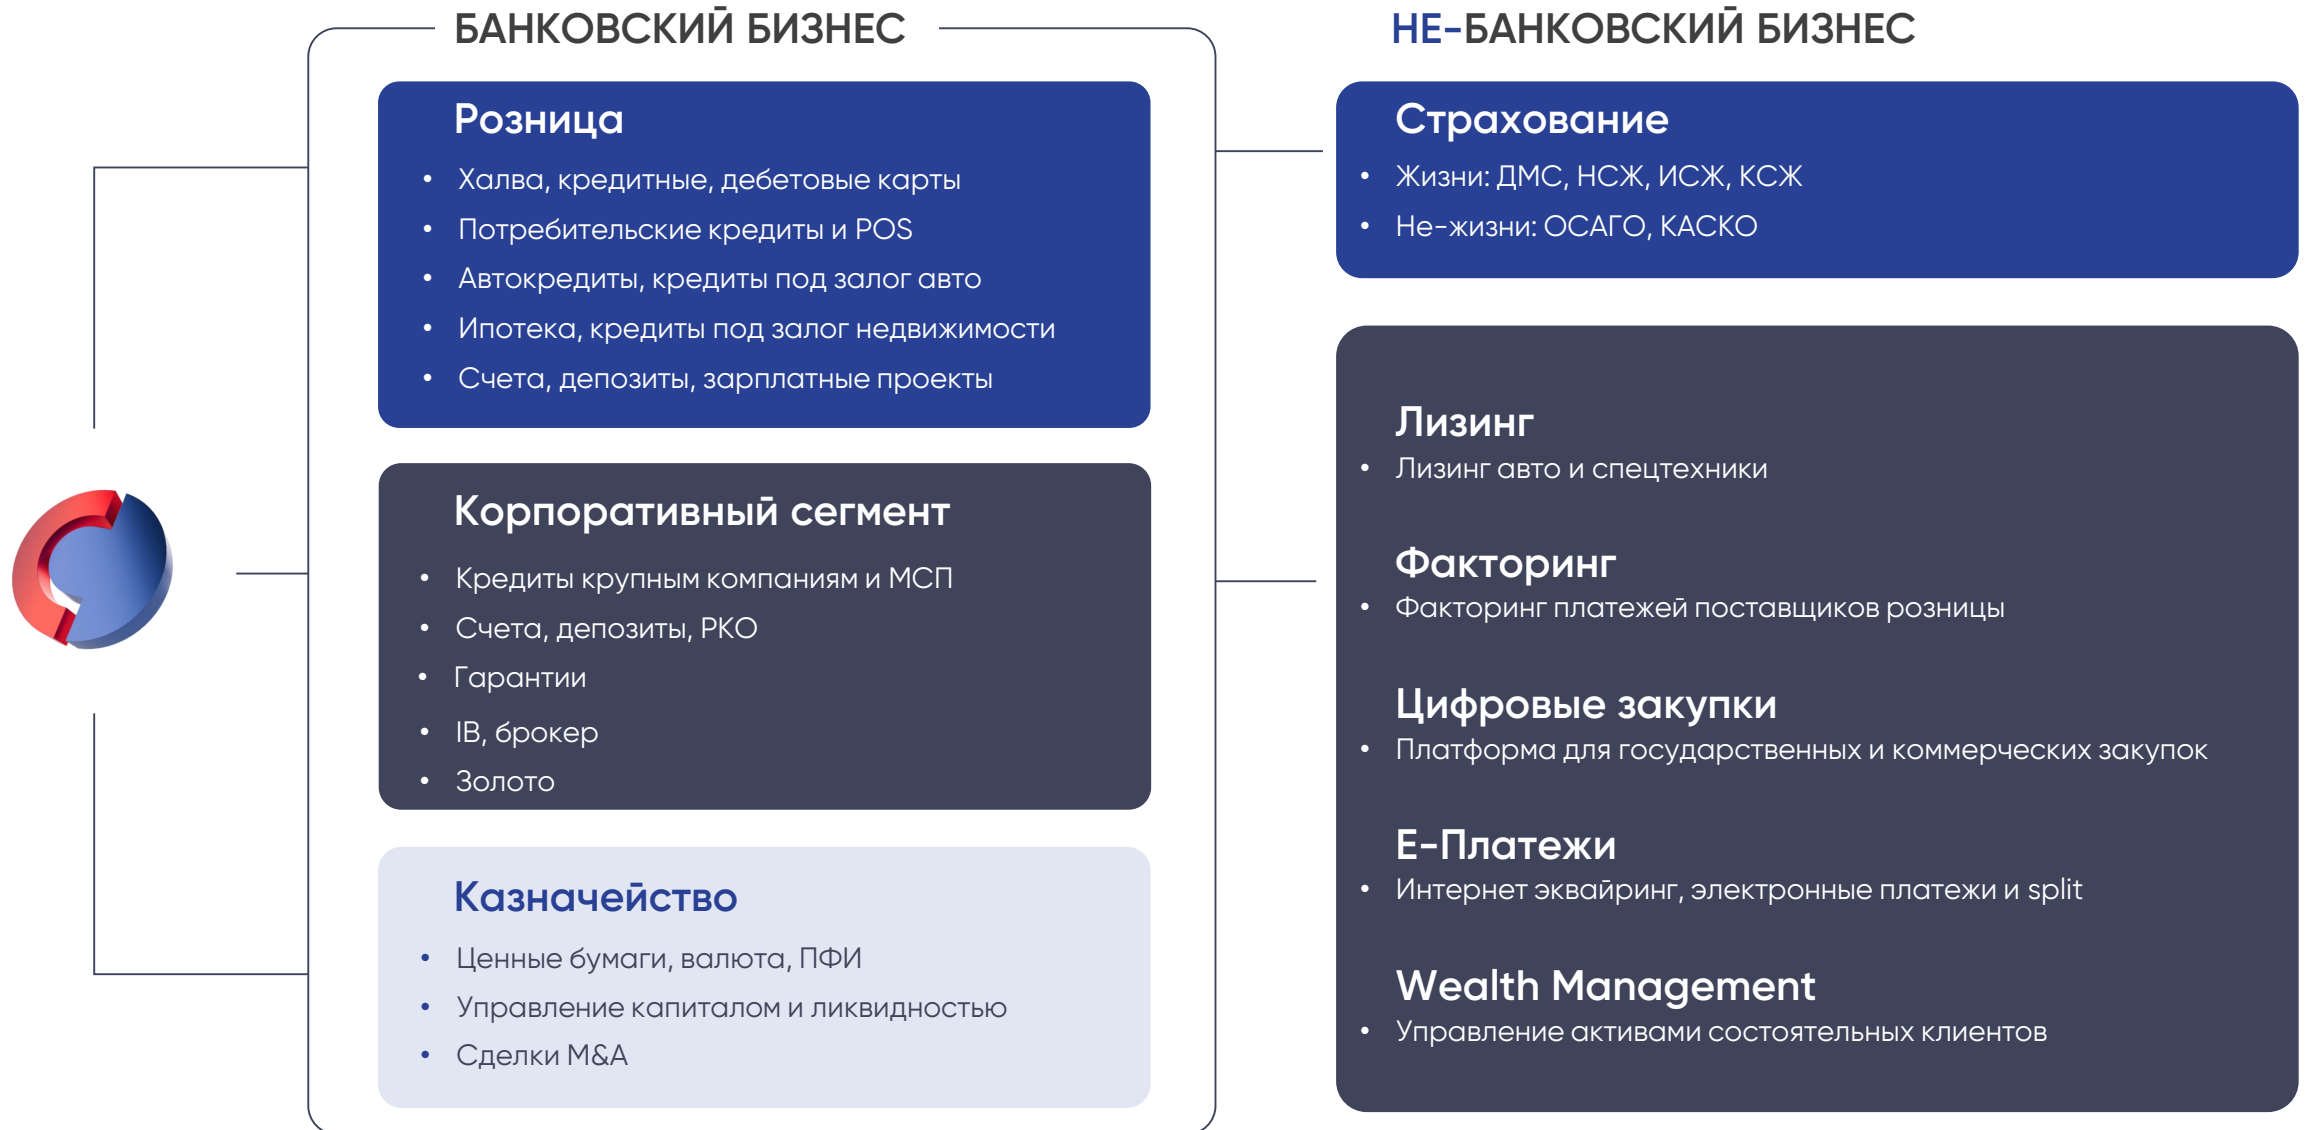 БАНКОВСКИЙ БИЗНЕС
Розница
• Халва, кредитные, дебетовые карты
• Потребительские кредиты и POS
• Автокредиты, кредиты под залог авто
• Ипотека, кредиты под залог недвижимости
• Счета, депозиты, зарплатные проекты
Корпоративный сегмент
• Кредиты крупным компаниям и МСП
• Счета, депозиты, РКО
• Гарантии
• IB, брокер
• Золото
Казначейство
• Ценные бумаги, валюта, ПФИ
• Управление капиталом и ликвидностью
• Сделки M&A
НЕ-БАНКОВСКИЙ БИЗНЕС
Страхование
• Жизни: ДМС, НСЖ, ИСЖ, КСЖ
• Не-жизни: ОСАГО, КАСКО
Лизинг
• Лизинг авто и спецтехники
Факторинг
• Факторинг платежей поставщиков розницы
Цифровые закупки
• Платформа для государственных и коммерческих закупок
Е-Платежи
• Интернет эквайринг, электронные платежи и split
Wealth Management
• Управление активами состоятельных клиентов